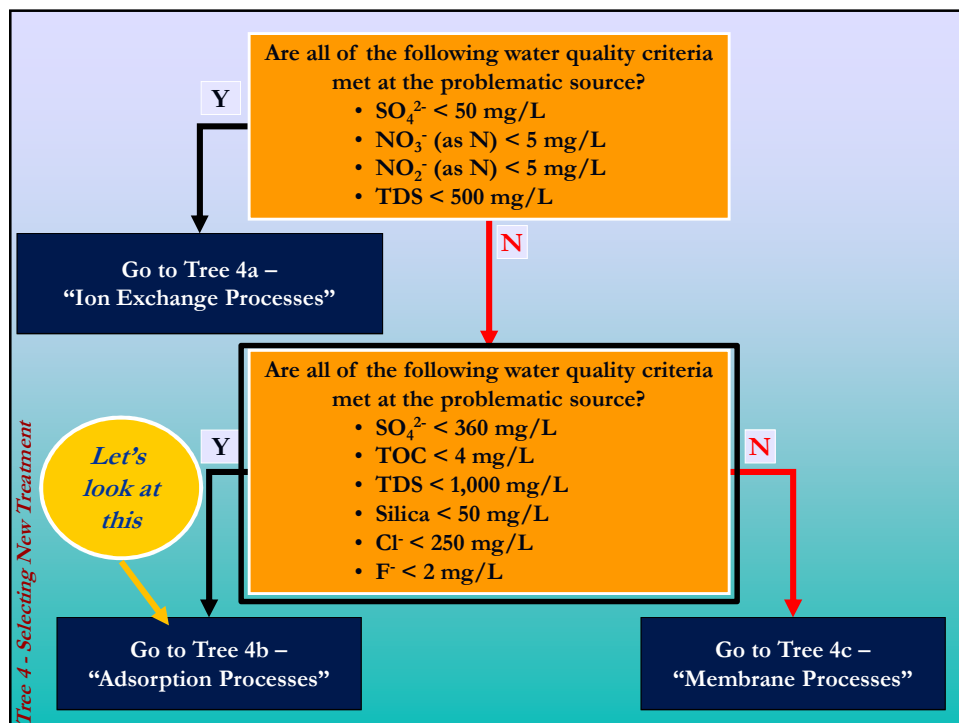 Are all of the following water quality criteria
met at the problematic source?
• SO₄²⁻ < 50 mg/L
• NO₃⁻ (as N) < 5 mg/L
• NO₂⁻ (as N) < 5 mg/L
• TDS < 500 mg/L
Y
N
Go to Tree 4a –
“Ion Exchange Processes”
Are all of the following water quality criteria
met at the problematic source?
• SO₄²⁻ < 360 mg/L
• TOC < 4 mg/L
• TDS < 1,000 mg/L
• Silica < 50 mg/L
• Cl⁻ < 250 mg/L
• F⁻ < 2 mg/L
Y
N
Let's
look at
this
Go to Tree 4b –
“Adsorption Processes”
Go to Tree 4c –
“Membrane Processes”
Tree 4 - Selecting New Treatment